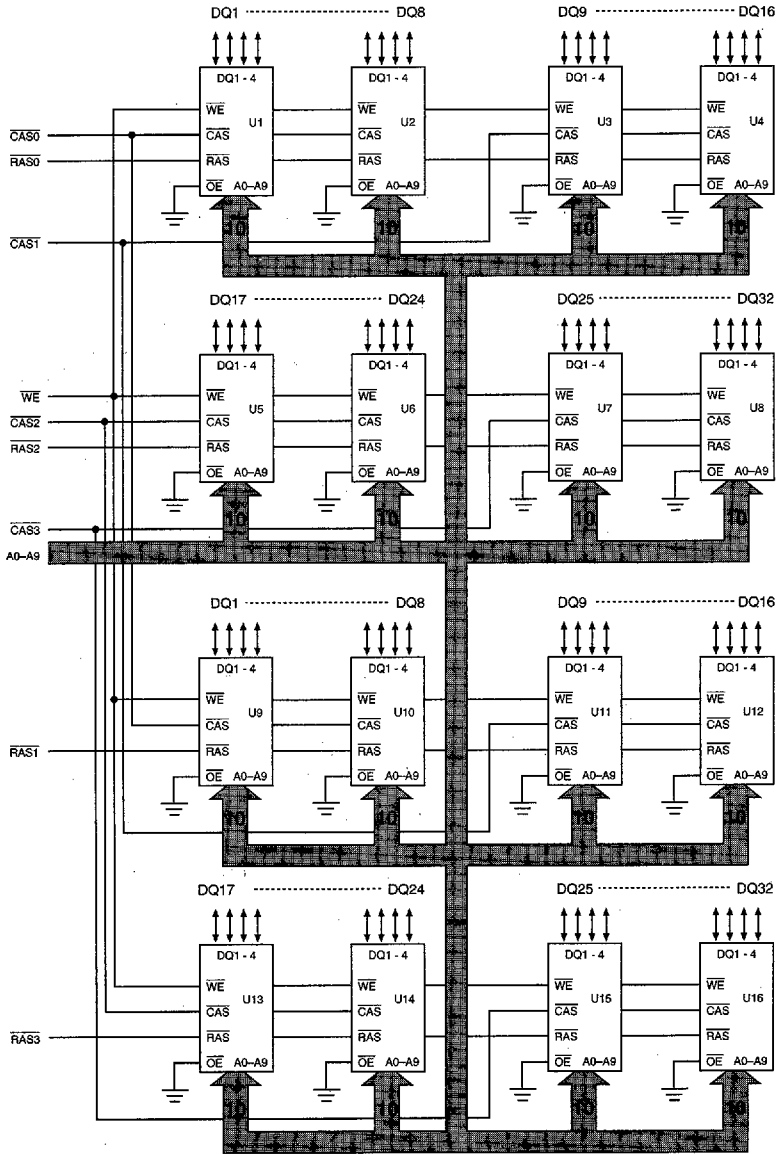 DQ1 DQ8 DQ9 DQ16
DQ1 - 4 DQ1 - 4 DQ1 - 4 DQ1 - 4
WE U1 WE U2 WE U3 WE U4
CAS0 CAS CAS CAS CAS
RAS0 RAS RAS RAS RAS
OE A0–A9 OE A0–A9 OE A0–A9 OE A0–A9
CAS1 10 10 10 10
DQ17 DQ24 DQ25 DQ32
DQ1 - 4 DQ1 - 4 DQ1 - 4 DQ1 - 4
WE WE U5 WE U6 WE U7 WE U8
CAS2 CAS CAS CAS CAS
RAS2 RAS RAS RAS RAS
OE A0–A9 OE A0–A9 OE A0–A9 OE A0–A9
CAS3 10 10 10 10
A0–A9
DQ1 DQ8 DQ9 DQ16
DQ1 - 4 DQ1 - 4 DQ1 - 4 DQ1 - 4
WE U9 WE U10 WE U11 WE U12
CAS CAS CAS CAS
RAS1 RAS RAS RAS RAS
OE A0–A9 OE A0–A9 OE A0–A9 OE A0–A9
10 10 10 10
DQ17 DQ24 DQ25 DQ32
DQ1 - 4 DQ1 - 4 DQ1 - 4 DQ1 - 4
WE U13 WE U14 WE U15 WE U16
CAS CAS CAS CAS
RAS3 RAS RAS RAS RAS
OE A0–A9 OE A0–A9 OE A0–A9 OE A0–A9
10 10 10 10